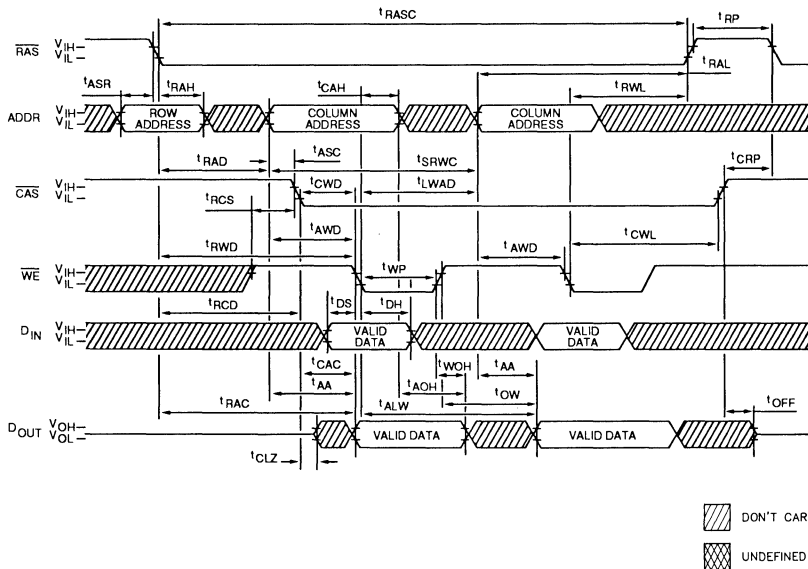 tRASC
tRP
RAS
VIH
VIL
tRAL
tASR
tRAH
tCAH
tRWL
ADDR
VIH
VIL
ROW ADDRESS
COLUMN ADDRESS
COLUMN ADDRESS
tRAD
tASC
tSRWC
tCRP
CAS
VIH
VIL
tRCS
tCWD
tLWAD
tAWD
tCWL
tRWD
tAWD
WE
VIH
VIL
tWP
tRCD
tDS
tDH
DIN
VIH
VIL
VALID DATA
VALID DATA
tCAC
tWOH
tAA
tAA
tAOH
tOW
tRAC
tALW
tOFF
DOUT
VOH
VOL
VALID DATA
VALID DATA
tCLZ
DON'T CAR
UNDEFINED